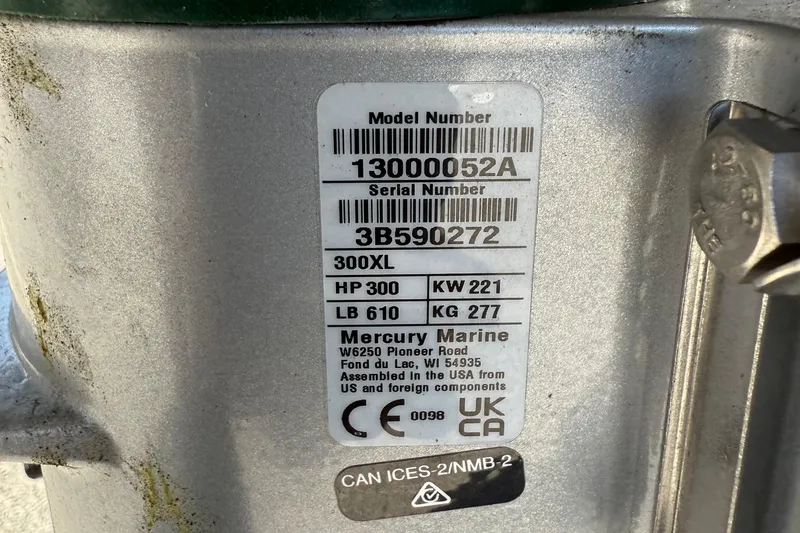 Model Number
13000052A
Serial Number
3B590272
300XL
HP 300 KW 221
LB 610 KG 277
Mercury Marine
W6250 Pioneer Road
Fond du Lac, WI 54935
Assembled in the USA from
US and foreign components
CE 0098 UK
CA
CAN ICES-2/NMB-2
THE